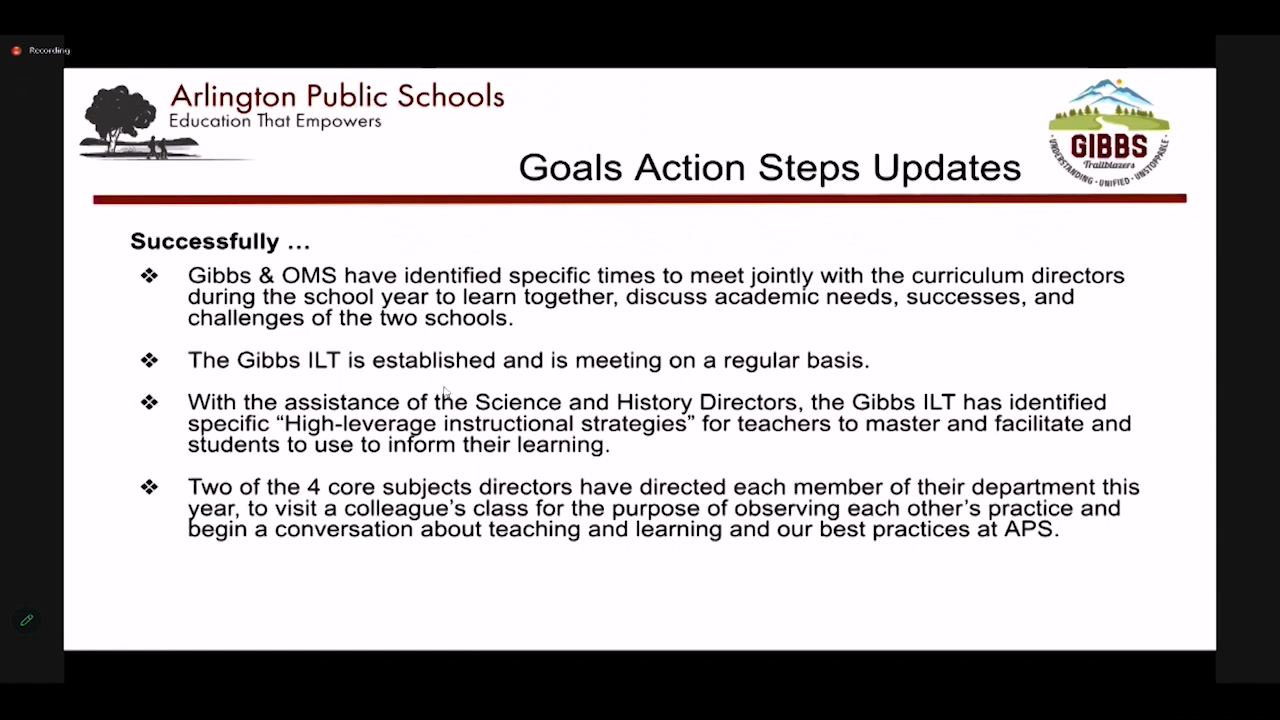 Recording
Arlington Public Schools
Education That Empowers
GIBBS
Trailblazers
UNDERSTANDING · UNIFIED · UNSTOPPABLE
Goals Action Steps Updates
Successfully …
❖ Gibbs & OMS have identified specific times to meet jointly with the curriculum directors
during the school year to learn together, discuss academic needs, successes, and
challenges of the two schools.
❖ The Gibbs ILT is established and is meeting on a regular basis.
❖ With the assistance of the Science and History Directors, the Gibbs ILT has identified
specific “High-leverage instructional strategies” for teachers to master and facilitate and
students to use to inform their learning.
❖ Two of the 4 core subjects directors have directed each member of their department this
year, to visit a colleague’s class for the purpose of observing each other’s practice and
begin a conversation about teaching and learning and our best practices at APS.